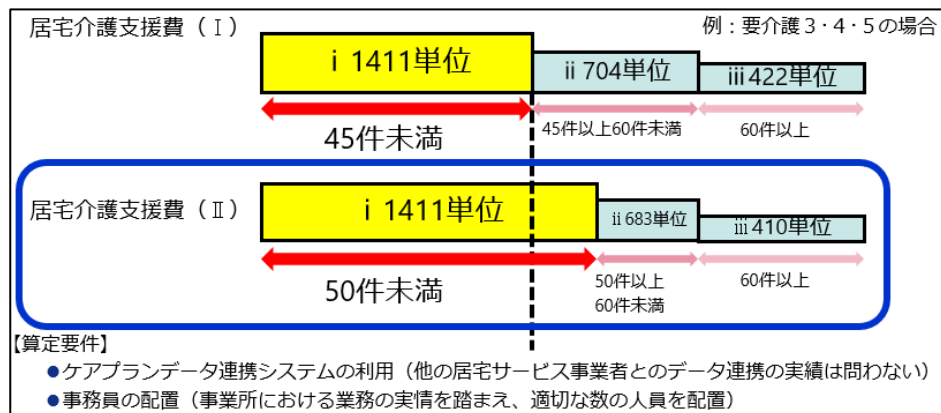 居宅介護支援費（Ⅰ）
例：要介護３・４・５の場合
ⅰ 1411単位
ⅱ 704単位
ⅲ 422単位
45件未満
45件以上60件未満
60件以上
居宅介護支援費（Ⅱ）
ⅰ 1411単位
ⅱ 683単位
ⅲ 410単位
50件未満
50件以上
60件未満
60件以上
【算定要件】
●ケアプランデータ連携システムの利用（他の居宅サービス事業者とのデータ連携の実績は問わない）
●事務員の配置（事業所における業務の実情を踏まえ、適切な数の人員を配置）